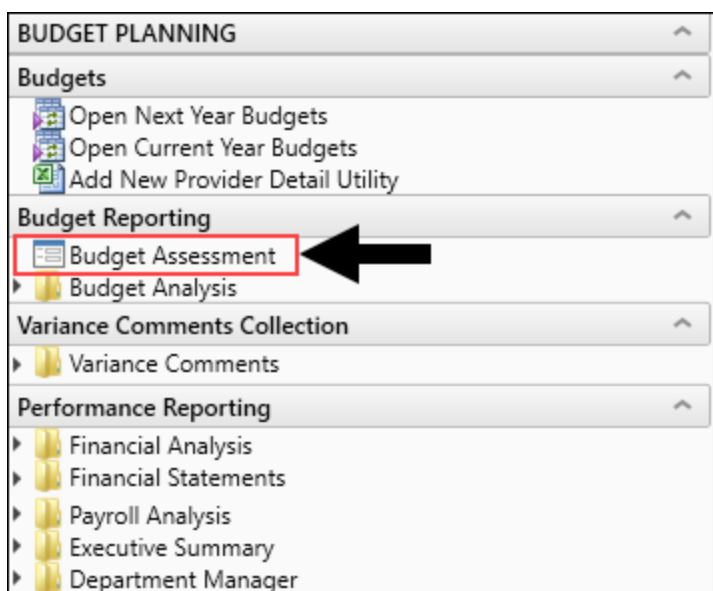 BUDGET PLANNING
Budgets
Open Next Year Budgets
Open Current Year Budgets
Add New Provider Detail Utility
Budget Reporting
Budget Assessment
Budget Analysis
Variance Comments Collection
Variance Comments
Performance Reporting
Financial Analysis
Financial Statements
Payroll Analysis
Executive Summary
Department Manager